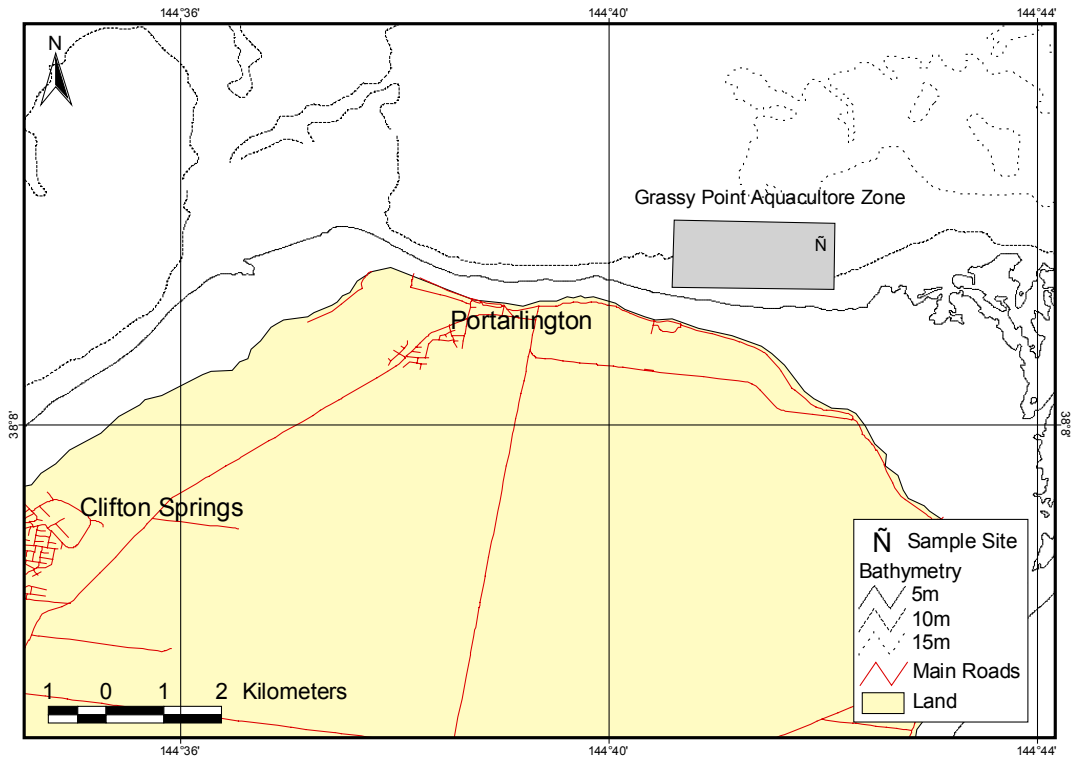 144°36'
144°40'
144°44'
N
Grassy Point Aquacultore Zone
Ñ
Portarlington
38°8'
38°8'
Clifton Springs
Ñ Sample Site
Bathymetry
5m
10m
15m
Main Roads
Land
1 0 1 2 Kilometers
144°36'
144°40'
144°44'